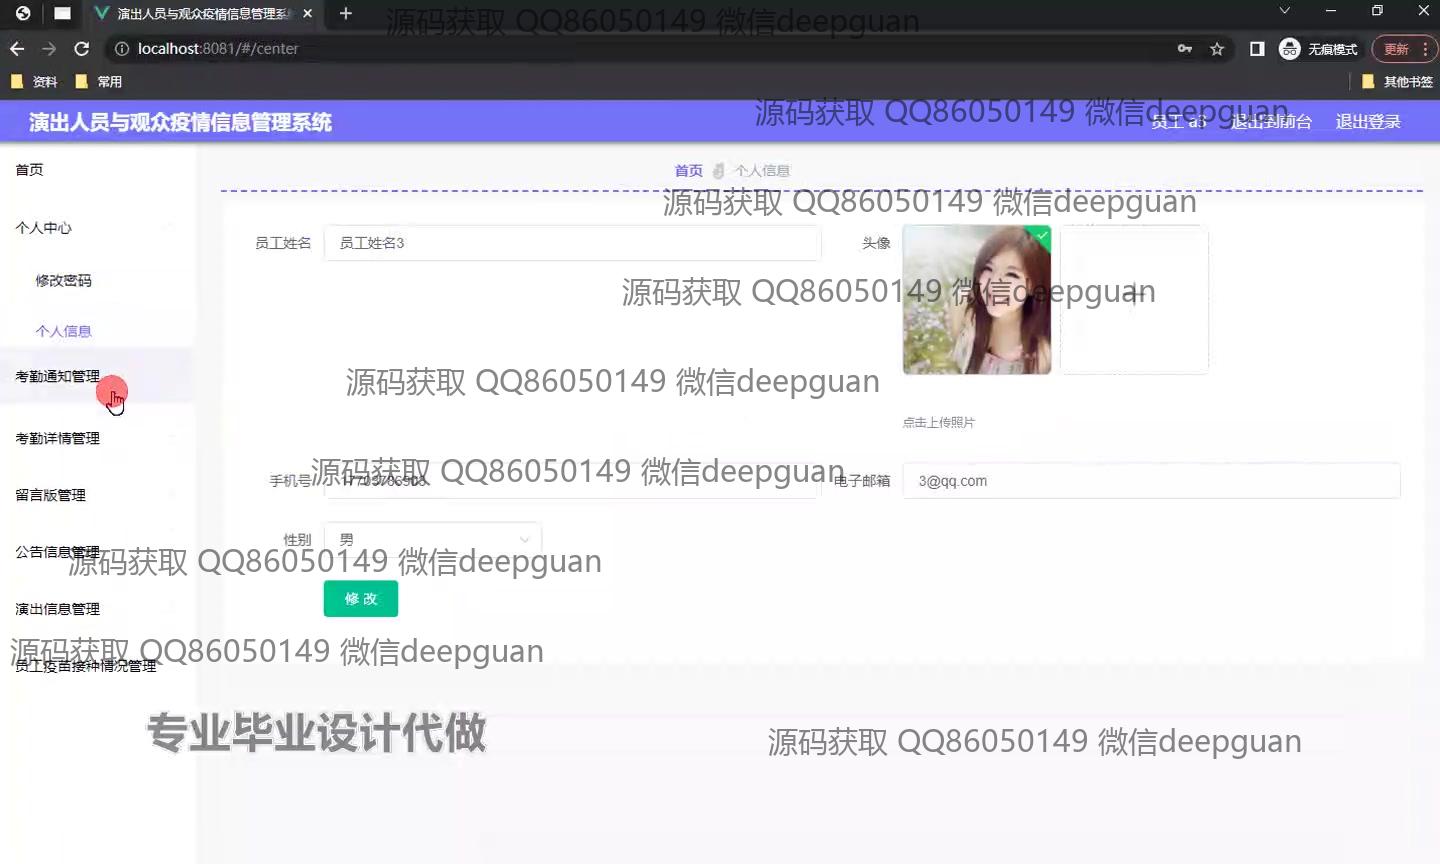 演出人员与观众疫情信息管理系
源码获取 QQ86050149 微信deepguan
localhost:8081/#/center
无痕模式
更新
资料
常用
其他书签
演出人员与观众疫情信息管理系统
源码获取 QQ86050149 微信deepguan
员工 a3
退出到前台
退出登录
首页
首页
个人信息
源码获取 QQ86050149 微信deepguan
个人中心
员工姓名
员工姓名3
头像
修改密码
源码获取 QQ86050149 微信deepguan
个人信息
考勤通知管理
源码获取 QQ86050149 微信deepguan
点击上传照片
考勤详情管理
源码获取 QQ86050149 微信deepguan
手机号
电子邮箱
3@qq.com
留言版管理
性别
男
公告信息管理
源码获取 QQ86050149 微信deepguan
修 改
演出信息管理
源码获取 QQ86050149 微信deepguan
员工疫苗接种情况管理
专业毕业设计代做
源码获取 QQ86050149 微信deepguan